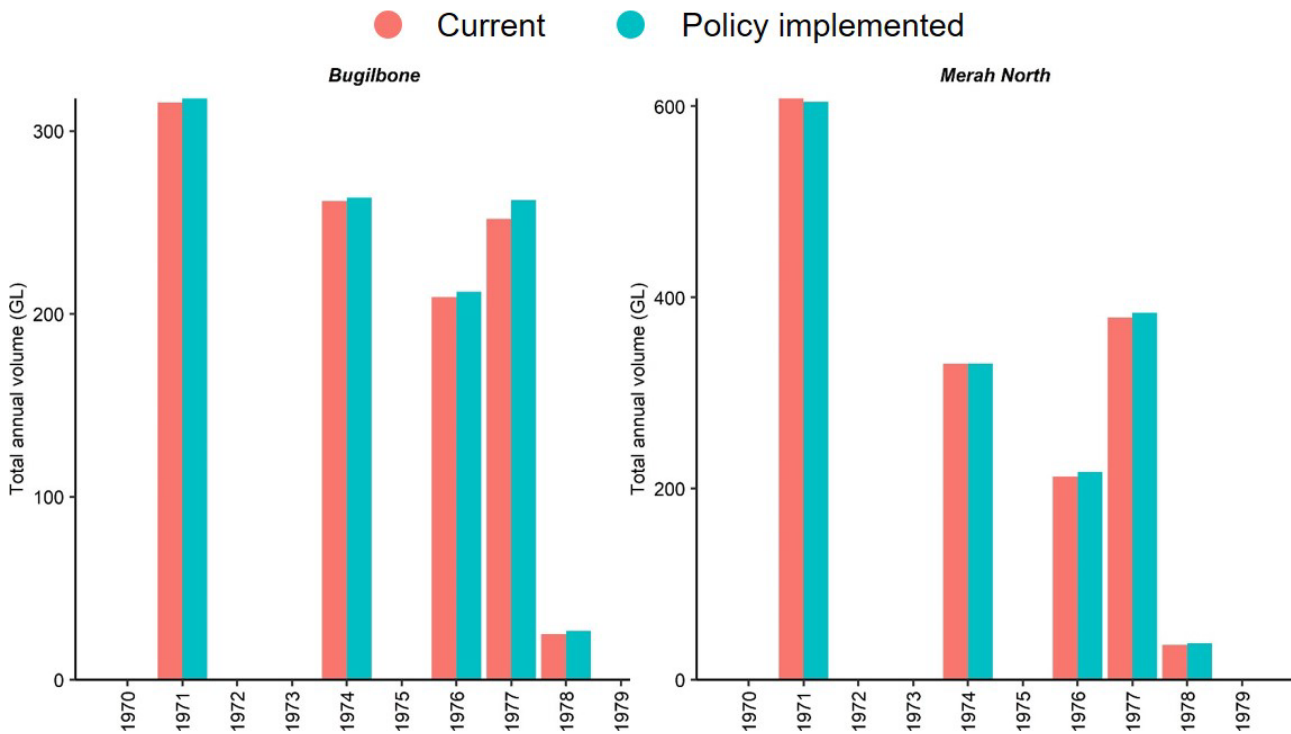 Current Policy implemented
Bugilbone
Merah North
Total annual volume (GL)
300
200
100
0
1970 1971 1972 1973 1974 1975 1976 1977 1978 1979
Total annual volume (GL)
600
400
200
0
1970 1971 1972 1973 1974 1975 1976 1977 1978 1979